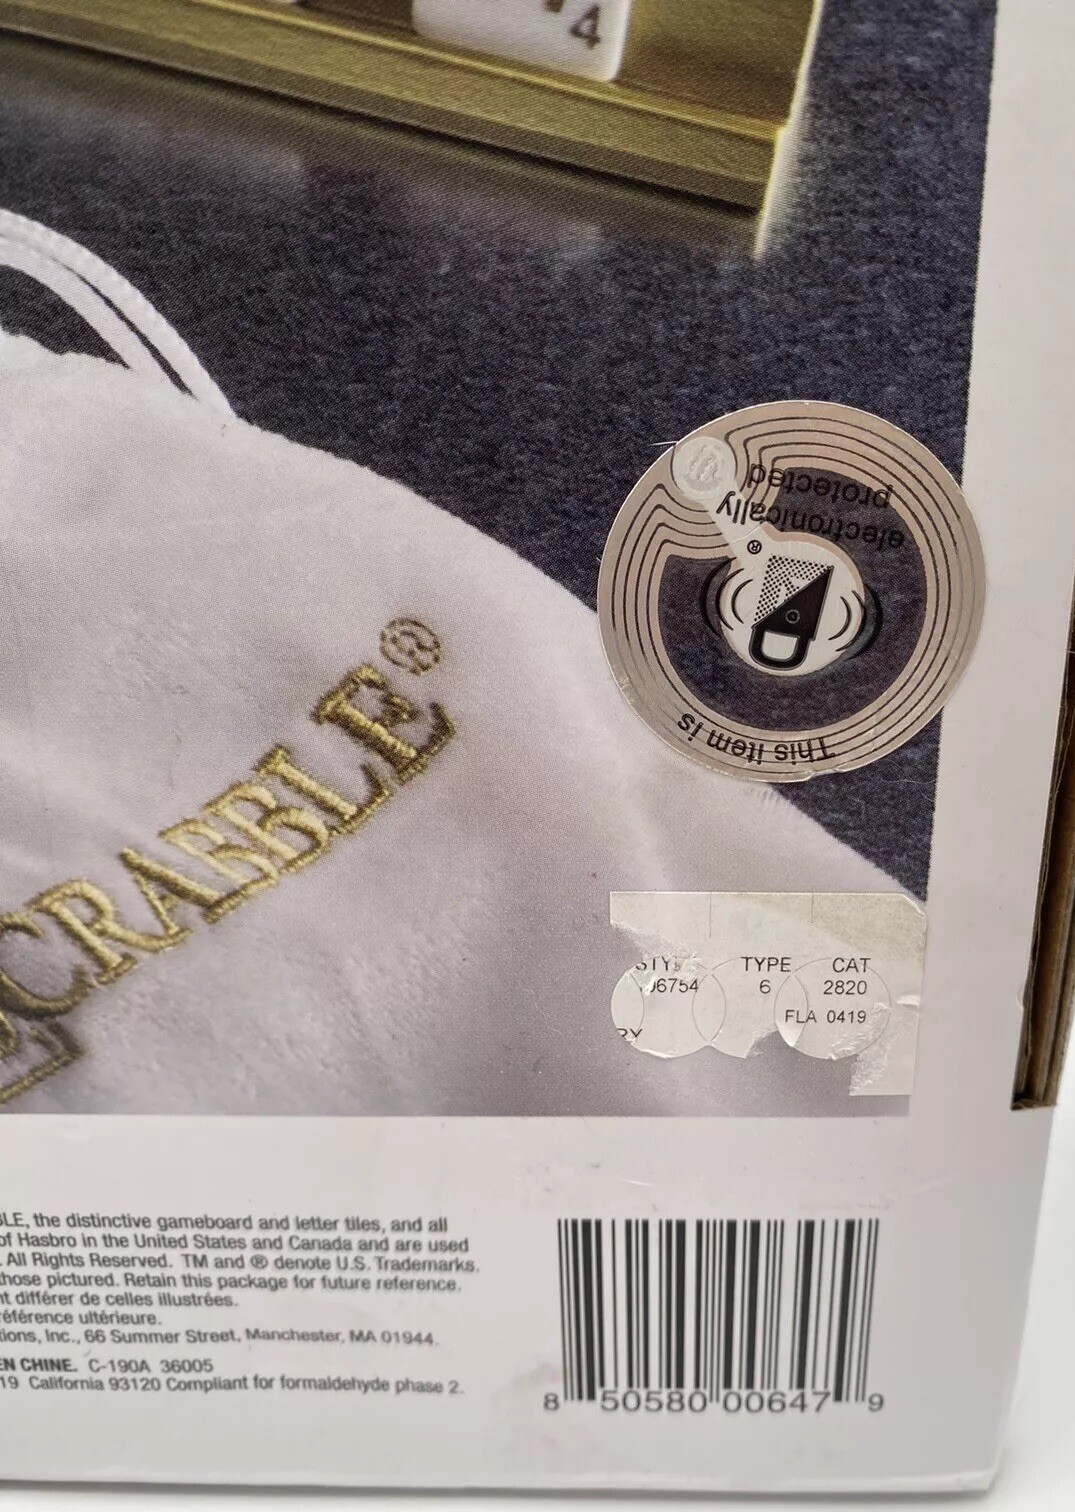 4
This item is
electronically
protected
®
SCRABBLE®
TYPE CAT
06754 6 2820
FLA 0419
RY
the distinctive gameboard and letter tiles, and all
of Hasbro in the United States and Canada and are used
All Rights Reserved. TM and ® denote U.S. Trademarks.
those pictured. Retain this package for future reference.
différer de celles illustrées.
référence ultérieure.
Inc., 66 Summer Street, Manchester, MA 01944.
EN CHINE. C-190A 36005
19 California 93120 Compliant for formaldehyde phase 2.
8 50580 00647 9